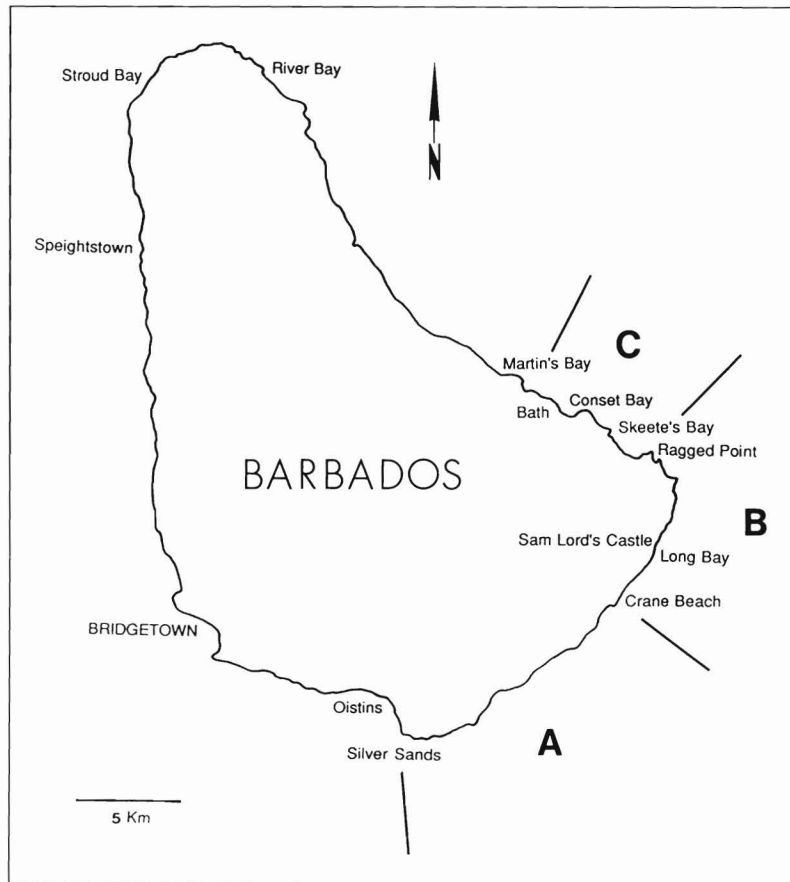 Stroud Bay
River Bay
N
Speightstown
Martin's Bay
C
Bath
Conset Bay
Skeete's Bay
Ragged Point
BARBADOS
B
Sam Lord's Castle
Long Bay
Crane Beach
BRIDGETOWN
Oistins
A
Silver Sands
5 Km